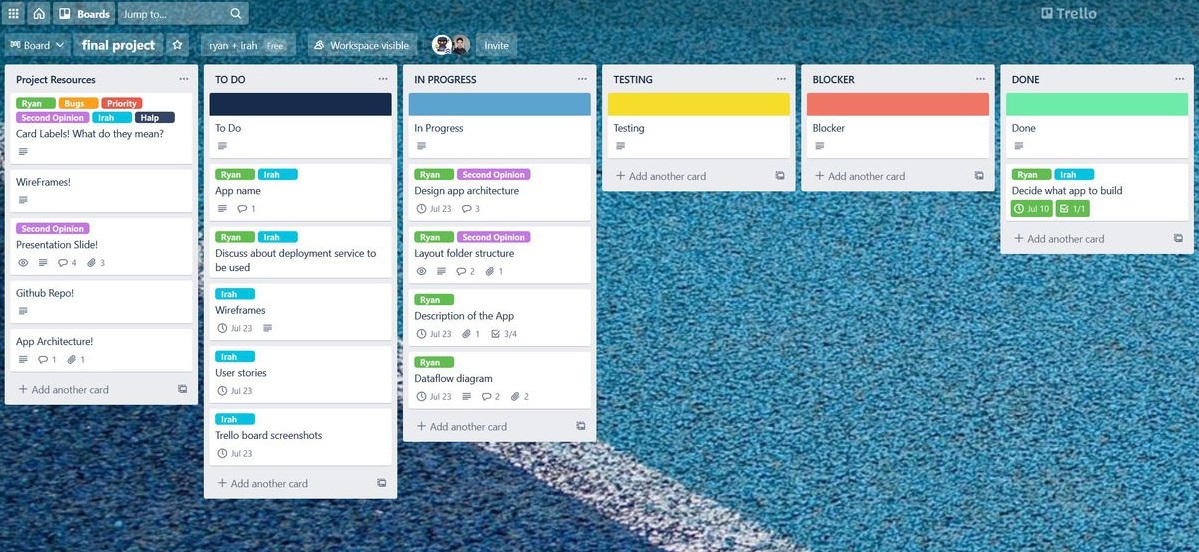 Boards
Jump to...
Trello
Board
final project
ryan + irah Free
Workspace visible
Invite
Project Resources
Ryan Bugs Priority
Second Opinion Irah Halp
Card Labels! What do they mean?
WireFrames!
Second Opinion
Presentation Slide!
4 3
Github Repo!
App Architecture!
1 1
+ Add another card
TO DO
To Do
Ryan Irah
App name
1
Ryan Irah
Discuss about deployment service to
be used
Irah
Wireframes
Jul 23
Irah
User stories
Jul 23
Irah
Trello board screenshots
Jul 23
+ Add another card
IN PROGRESS
In Progress
Ryan Second Opinion
Design app architecture
Jul 23 3
Ryan Second Opinion
Layout folder structure
2 1
Ryan
Description of the App
Jul 23 1 3/4
Ryan
Dataflow diagram
Jul 23 2 2
+ Add another card
TESTING
Testing
+ Add another card
BLOCKER
Blocker
+ Add another card
DONE
Done
Ryan Irah
Decide what app to build
Jul 10 1/1
+ Add another card